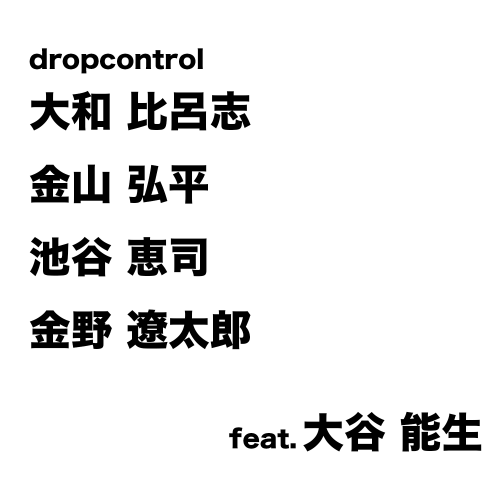 dropcontrol
大和 比呂志
金山 弘平
池谷 恵司
金野 遼太郎
feat. 大谷 能生